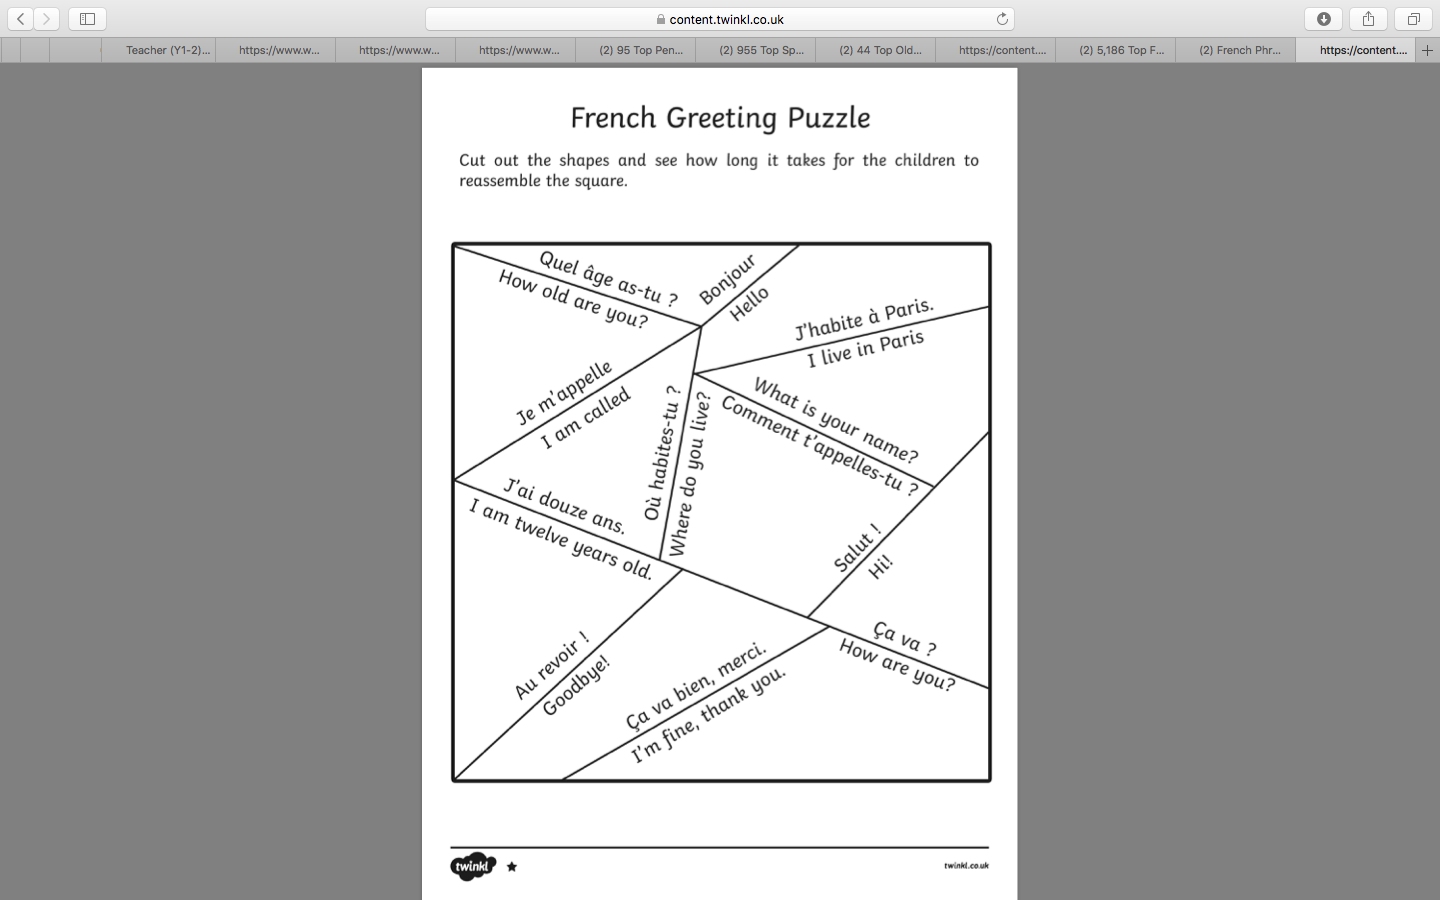 content.twinkl.co.uk
Teacher (Y1-2)...
https://www.w...
https://www.w...
https://www.w...
(2) 95 Top Pen...
(2) 955 Top Sp...
(2) 44 Top Old...
https://content....
(2) 5,186 Top F...
(2) French Phr...
https://content....
French Greeting Puzzle
Cut out the shapes and see how long it takes for the children to
reassemble the square.
Quel âge as-tu ?
How old are you?
Bonjour
Hello
J'habite à Paris.
I live in Paris
Je m'appelle
I am called
Où habites-tu ?
Where do you live?
What is your name?
Comment t'appelles-tu ?
J'ai douze ans.
I am twelve years old.
Salut !
Hi!
Au revoir !
Goodbye!
Ça va bien, merci.
I'm fine, thank you.
Ça va ?
How are you?
twinkl
twinkl.co.uk